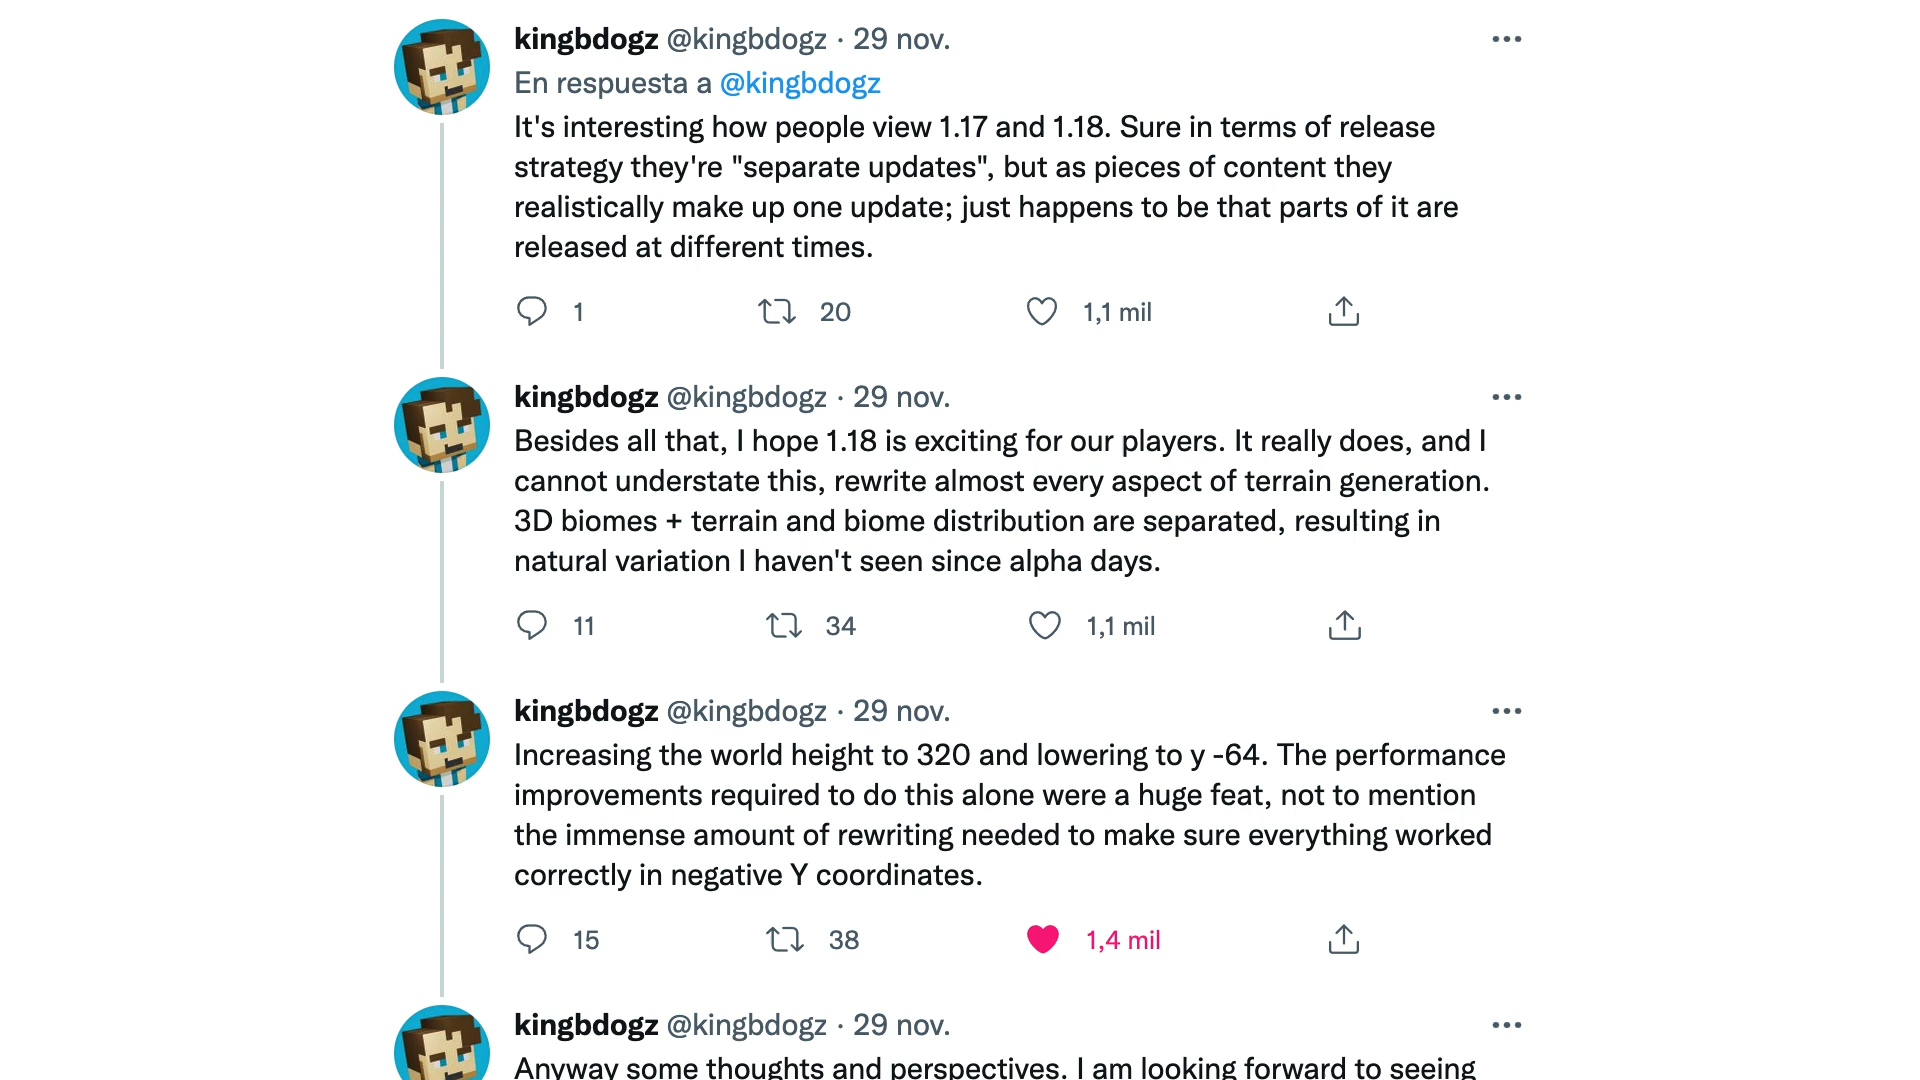 kingbdogz @kingbdogz · 29 nov.
En respuesta a @kingbdogz
It's interesting how people view 1.17 and 1.18. Sure in terms of release
strategy they're "separate updates", but as pieces of content they
realistically make up one update; just happens to be that parts of it are
released at different times.
1 20 1,1 mil
kingbdogz @kingbdogz · 29 nov.
Besides all that, I hope 1.18 is exciting for our players. It really does, and I
cannot understate this, rewrite almost every aspect of terrain generation.
3D biomes + terrain and biome distribution are separated, resulting in
natural variation I haven't seen since alpha days.
11 34 1,1 mil
kingbdogz @kingbdogz · 29 nov.
Increasing the world height to 320 and lowering to y -64. The performance
improvements required to do this alone were a huge feat, not to mention
the immense amount of rewriting needed to make sure everything worked
correctly in negative Y coordinates.
15 38 1,4 mil
kingbdogz @kingbdogz · 29 nov.
Anyway some thoughts and perspectives. I am looking forward to seeing